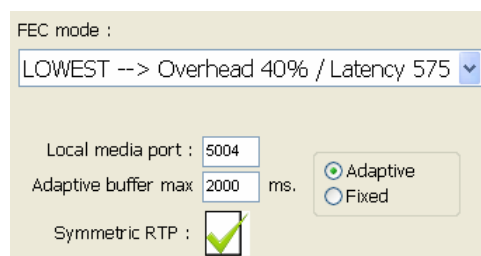 FEC mode :
LOWEST --> Overhead 40% / Latency 575
Local media port : 5004
Adaptive buffer max 2000 ms.
Adaptive
Fixed
Symmetric RTP :